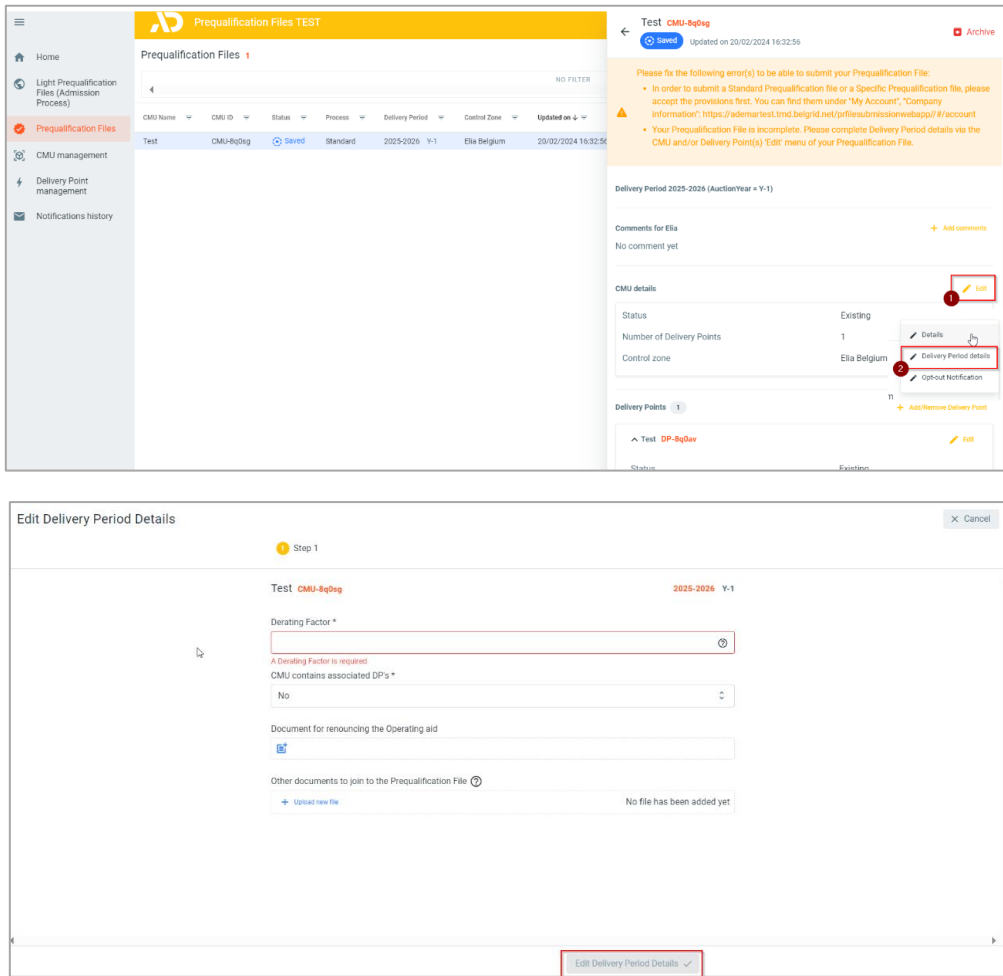 Prequalification Files TEST
Home
Light Prequalification
Files (Admission
Process)
Prequalification Files
CMU management
Delivery Point
management
Notifications history
Prequalification Files 1
NO FILTER
CMU Name CMU ID Status Process Delivery Period Control Zone Updated on
Test CMU-8q0sg Saved Standard 2025-2026 Y-1 Elia Belgium 20/02/2024 16:32:56
Test CMU-8q0sg
Saved Updated on 20/02/2024 16:32:56
Archive
Please fix the following error(s) to be able to submit your Prequalification File:
• In order to submit a Standard Prequalification file or a Specific Prequalification file, please
accept the provisions first. You can find them under "My Account", "Company
information": https://ademartest.tmd.belgrid.net/prfilesubmissionwebapp//#/account
• Your Prequalification File is incomplete. Please complete Delivery Period details via the
CMU and/or Delivery Point(s) 'Edit' menu of your Prequalification File.
Delivery Period 2025-2026 (AuctionYear = Y-1)
Comments for Elia + Add comments
No comment yet
CMU details Edit
1
Status Existing
Number of Delivery Points 1
Control zone Elia Belgium
Details
Delivery Period details
2
Opt-out Notification
n
Delivery Points 1 + Add/Remove Delivery Point
Test DP-8q0av Edit
Status Existing
Edit Delivery Period Details × Cancel
1 Step 1
Test CMU-8q0sg 2025-2026 Y-1
Derating Factor *
A Derating Factor is required
CMU contains associated DP's *
No
Document for renouncing the Operating aid
Other documents to join to the Prequalification File ?
+ Upload new file No file has been added yet
Edit Delivery Period Details ✓